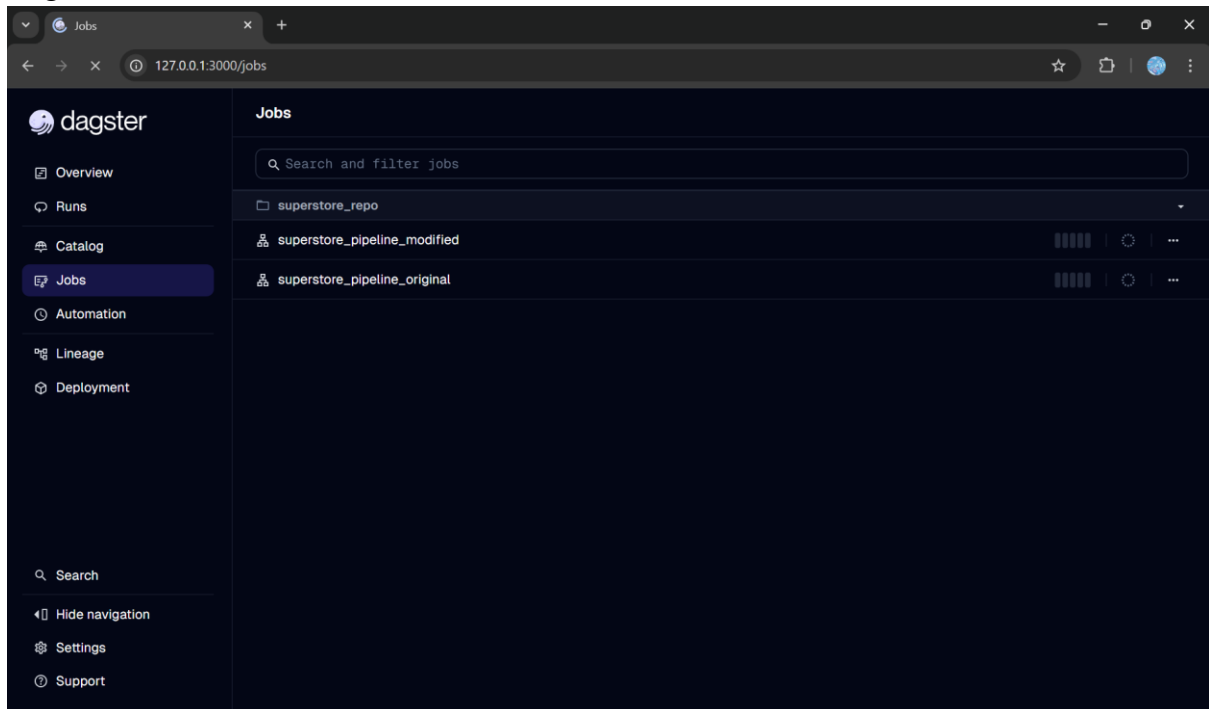 Jobs
127.0.0.1:3000/jobs
dagster
Overview
Runs
Catalog
Jobs
Automation
Lineage
Deployment
Search
Hide navigation
Settings
Support
Jobs
Search and filter jobs
superstore_repo
superstore_pipeline_modified
superstore_pipeline_original